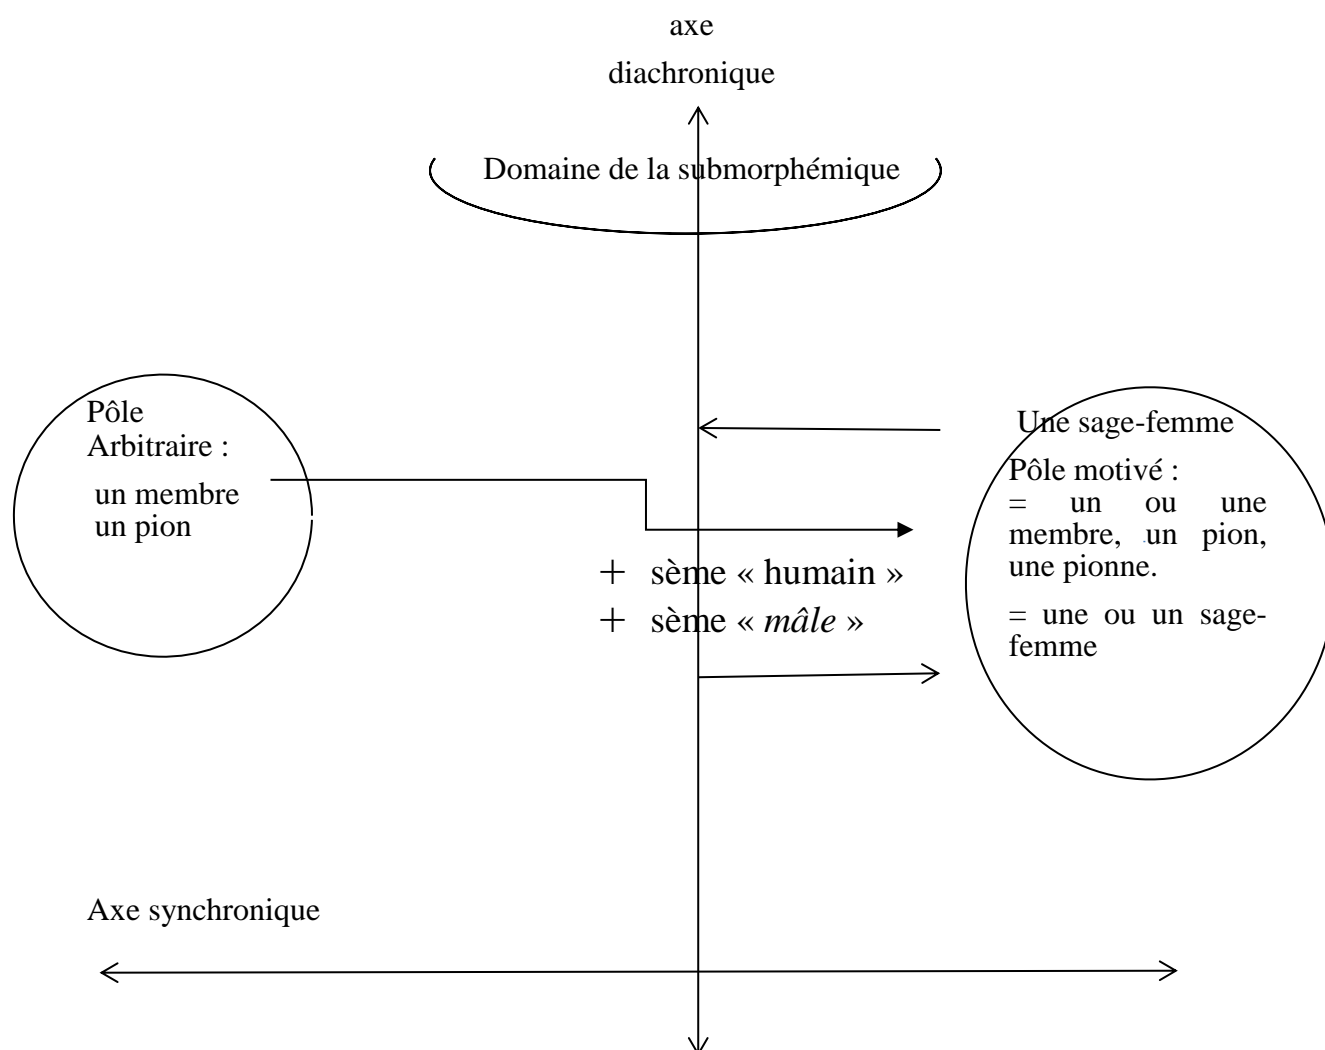 axe
diachronique
Domaine de la submorphémique
Pôle
Arbitraire :
un membre
un pion
Une sage-femme
Pôle motivé :
= un ou une
membre, un pion,
une pionne.
= une ou un sage-
femme
+ sème « humain »
+ sème « mâle »
Axe synchronique